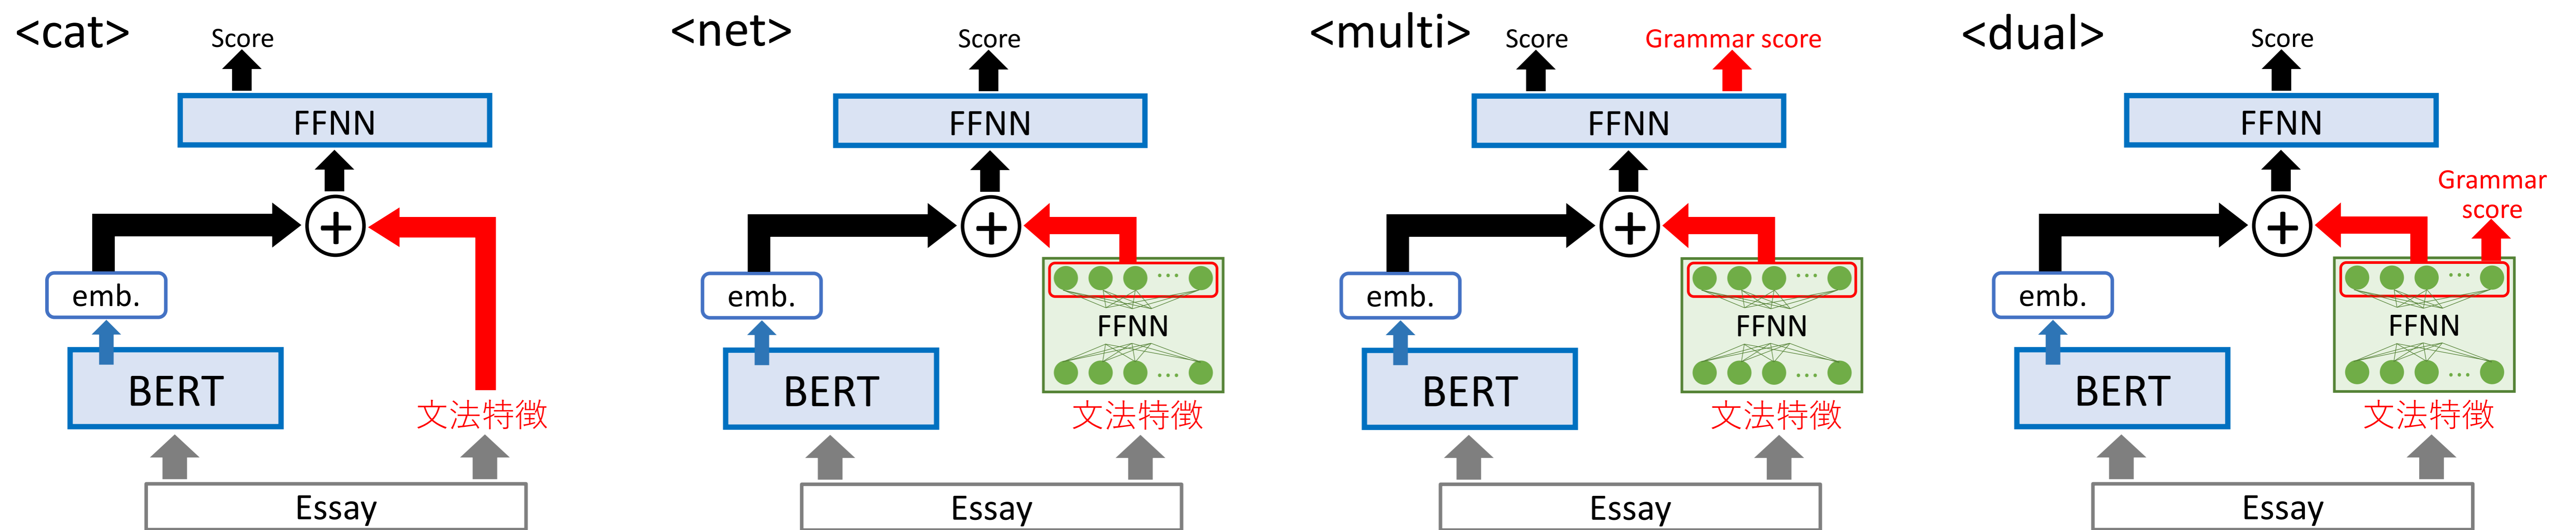 <cat>
Score
FFNN
+
emb.
BERT
文法特徴
Essay
<net>
Score
FFNN
+
emb.
FFNN
BERT
文法特徴
Essay
<multi>
Score
Grammar score
FFNN
+
emb.
FFNN
BERT
文法特徴
Essay
<dual>
Score
FFNN
Grammar
score
+
emb.
FFNN
BERT
文法特徴
Essay